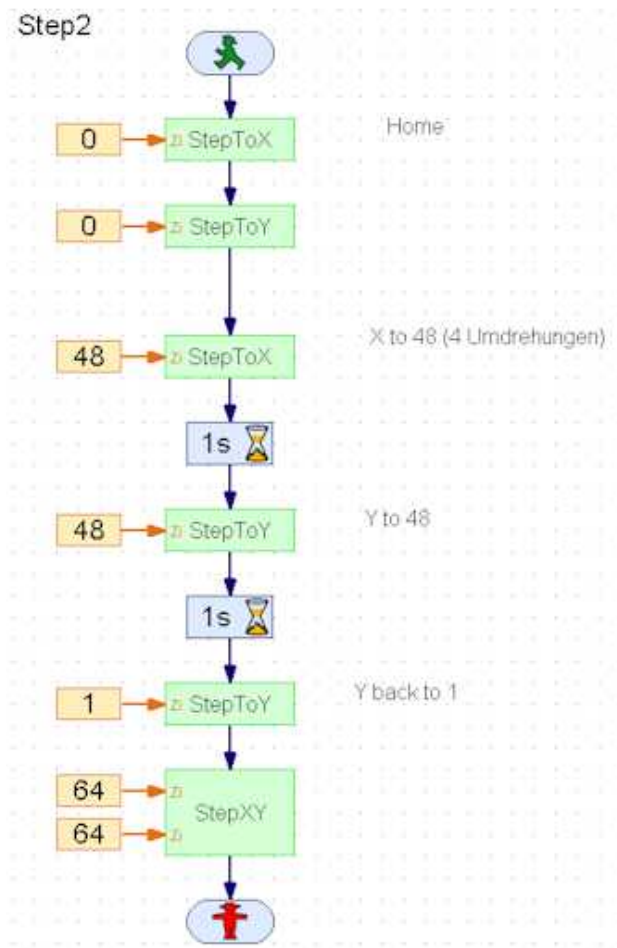 Step2
Home
0 StepToX
0 StepToY
X to 48 (4 Umdrehungen)
48 StepToX
1s
Y to 48
48 StepToY
1s
Y back to 1
1 StepToY
64
StepXY
64